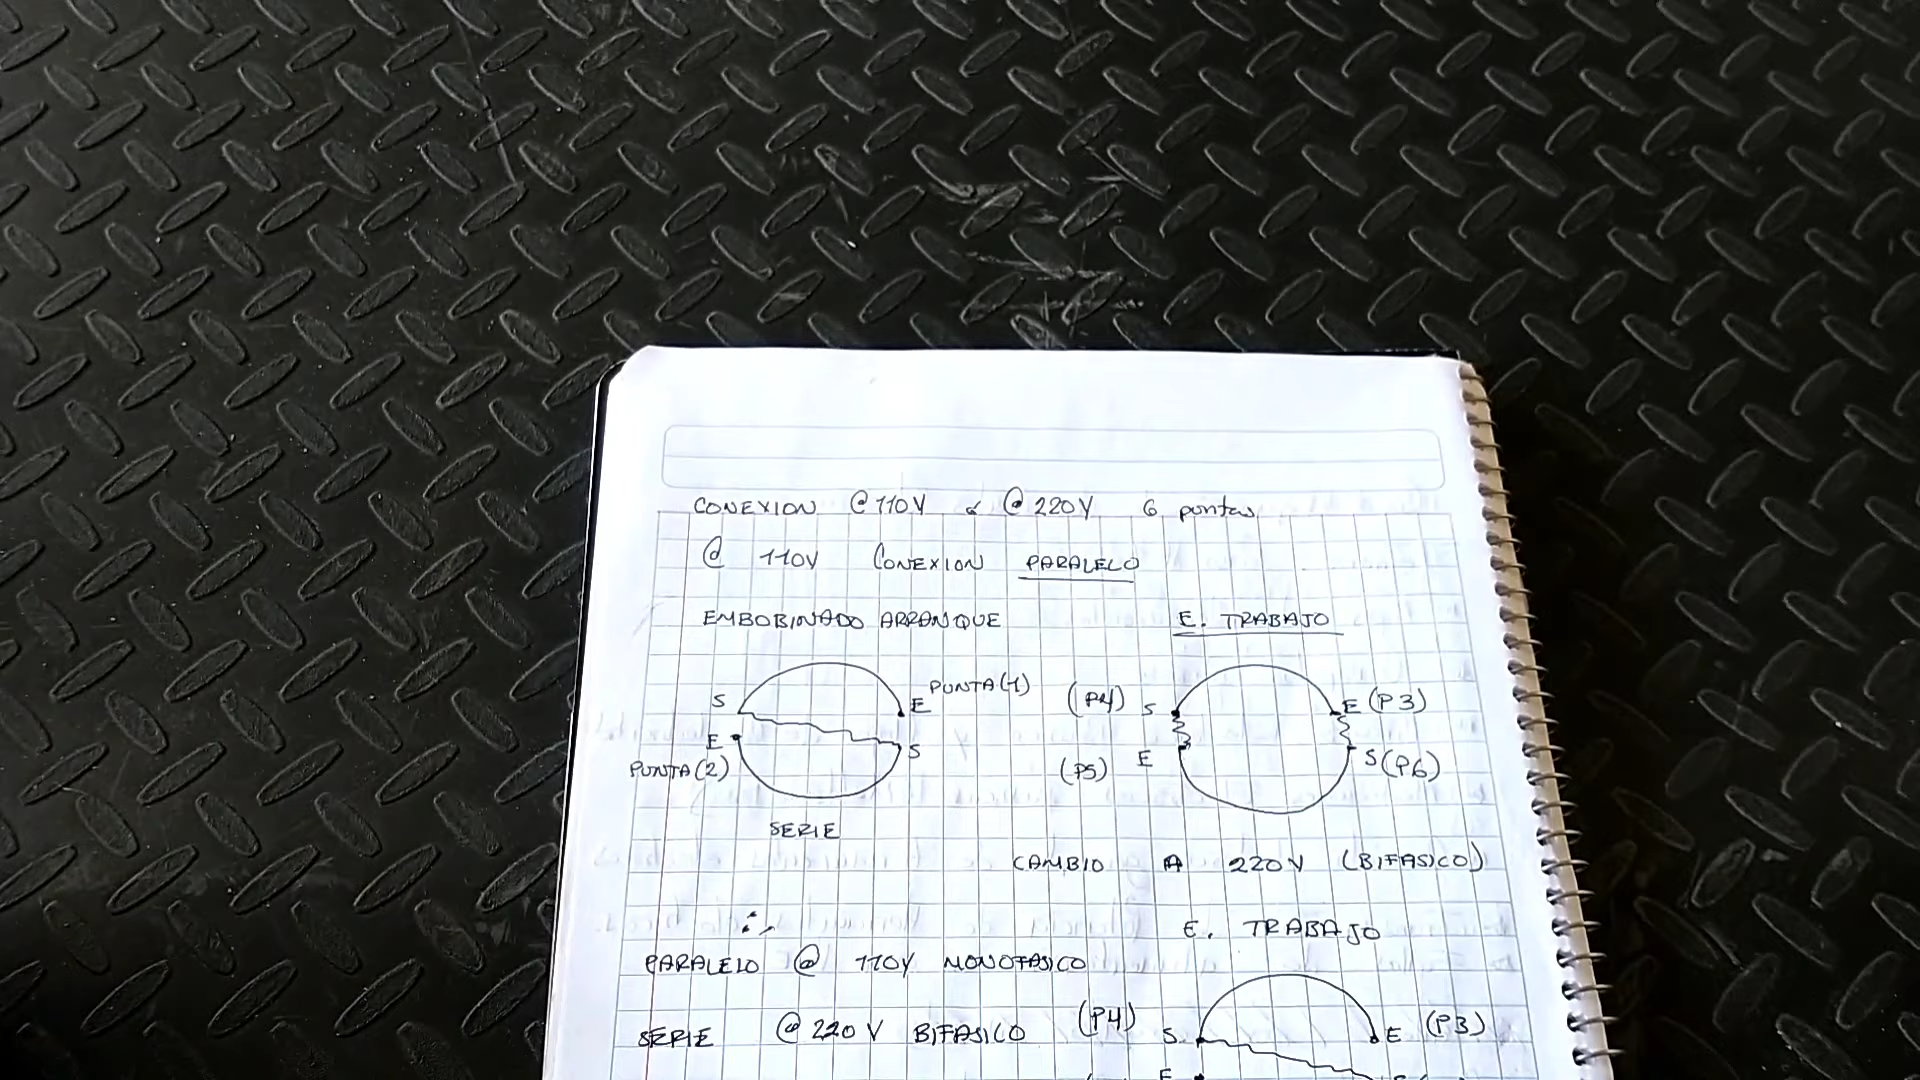 CONEXION @ 110V & @ 220V 6 puntas
@ 110V CONEXION PARALELO
EMBOBINADO ARRANQUE E. TRABAJO
S E PUNTA(1) (P4) S E (P3)
E S
PUNTA(2) (P5) E S(P6)
SERIE
CAMBIO A 220V (BIFASICO)
E. TRABAJO
PARALELO @ 110V MONOFASICO
SERIE @ 220V BIFASICO (P4) S E (P3)
E